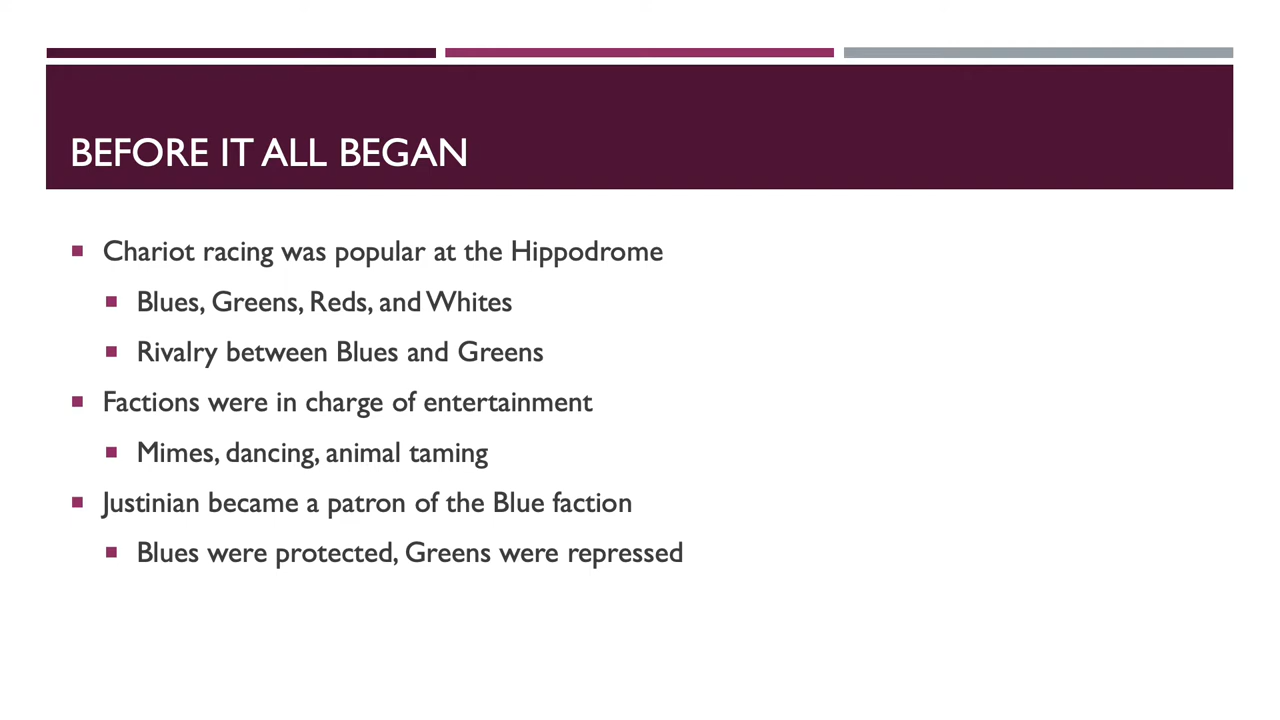 BEFORE IT ALL BEGAN
Chariot racing was popular at the Hippodrome
Blues, Greens, Reds, and Whites
Rivalry between Blues and Greens
Factions were in charge of entertainment
Mimes, dancing, animal taming
Justinian became a patron of the Blue faction
Blues were protected, Greens were repressed